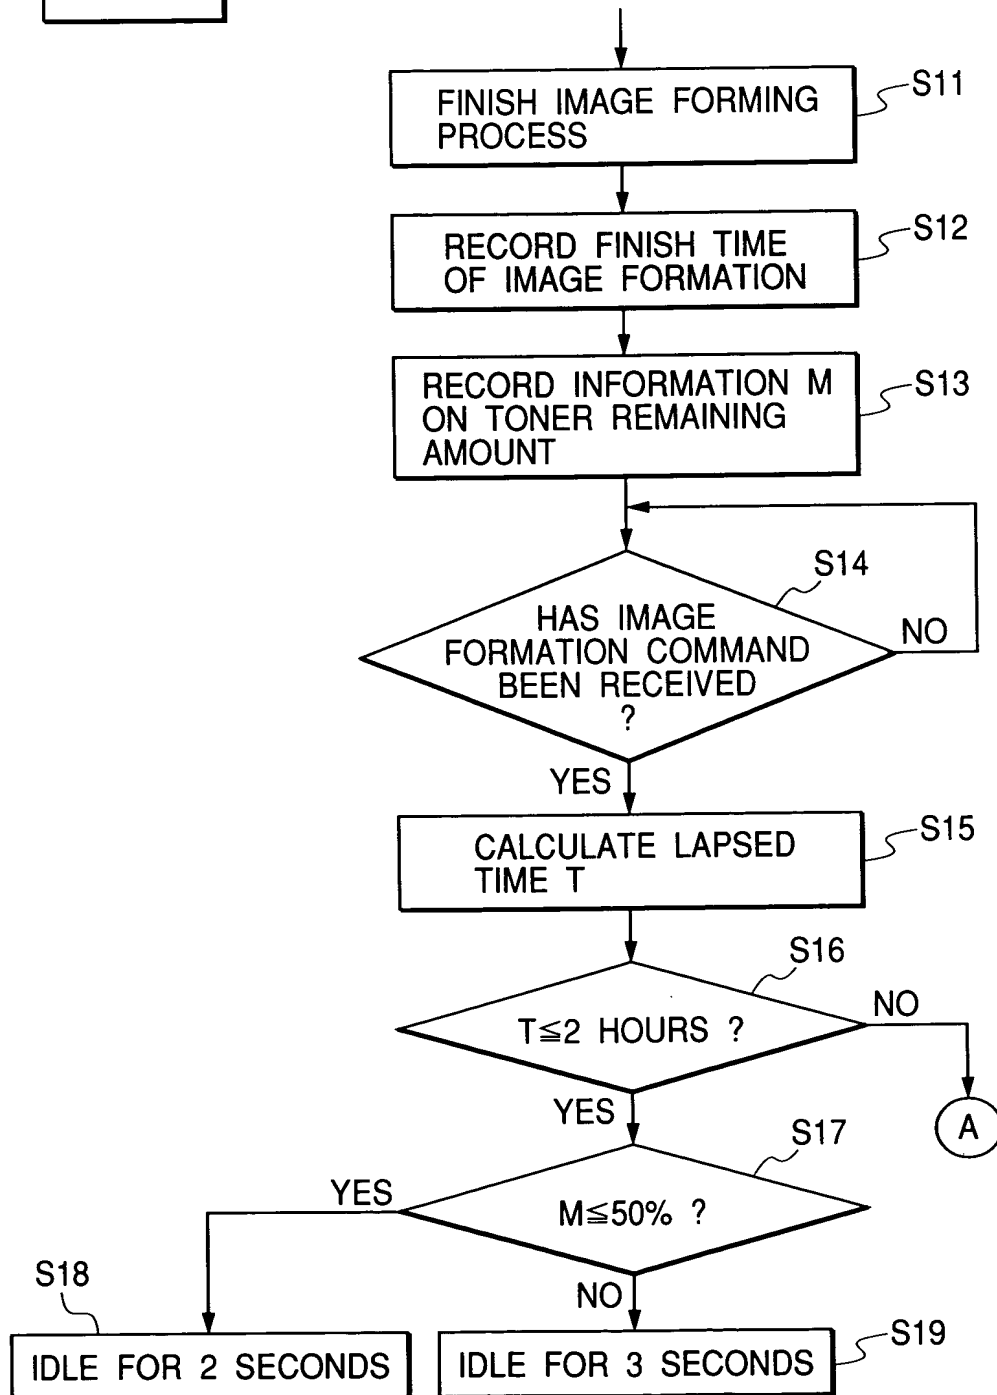 FINISH IMAGE FORMING
PROCESS
S11
RECORD FINISH TIME
OF IMAGE FORMATION
S12
RECORD INFORMATION M
ON TONER REMAINING
AMOUNT
S13
S14
HAS IMAGE
FORMATION COMMAND
BEEN RECEIVED
?
NO
YES
CALCULATE LAPSED
TIME T
S15
S16
T≦2 HOURS ?
NO
YES
A
S17
M≦50% ?
YES
NO
S18
IDLE FOR 2 SECONDS
IDLE FOR 3 SECONDS
S19